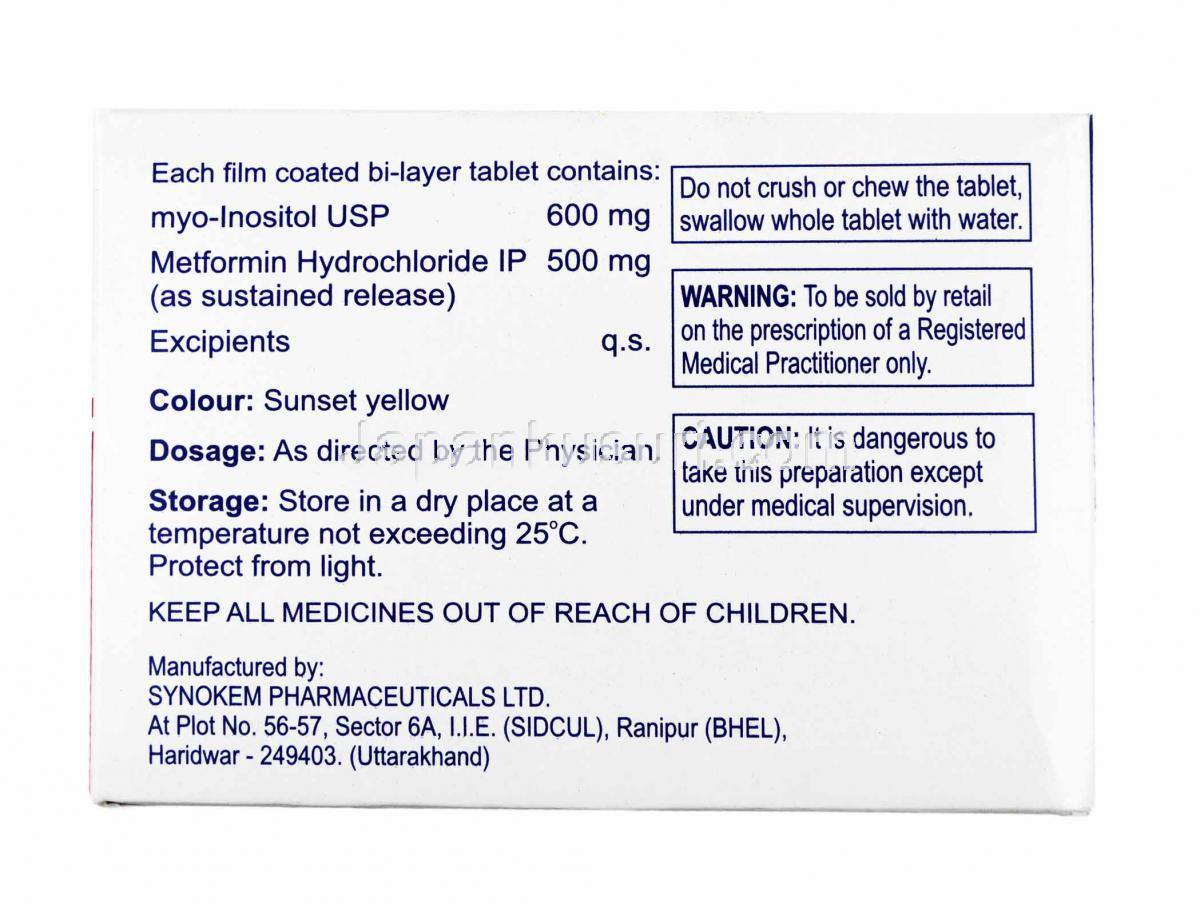 Each film coated bi-layer tablet contains:
myo-Inositol USP 600 mg
Metformin Hydrochloride IP 500 mg
(as sustained release)
Excipients q.s.
Colour: Sunset yellow
Dosage: As directed by the Physician.
Storage: Store in a dry place at a
temperature not exceeding 25°C.
Protect from light.
KEEP ALL MEDICINES OUT OF REACH OF CHILDREN.
Manufactured by:
SYNOKEM PHARMACEUTICALS LTD.
At Plot No. 56-57, Sector 6A, I.I.E. (SIDCUL), Ranipur (BHEL),
Haridwar - 249403. (Uttarakhand)
Do not crush or chew the tablet,
swallow whole tablet with water.
WARNING: To be sold by retail
on the prescription of a Registered
Medical Practitioner only.
CAUTION: It is dangerous to
take this preparation except
under medical supervision.